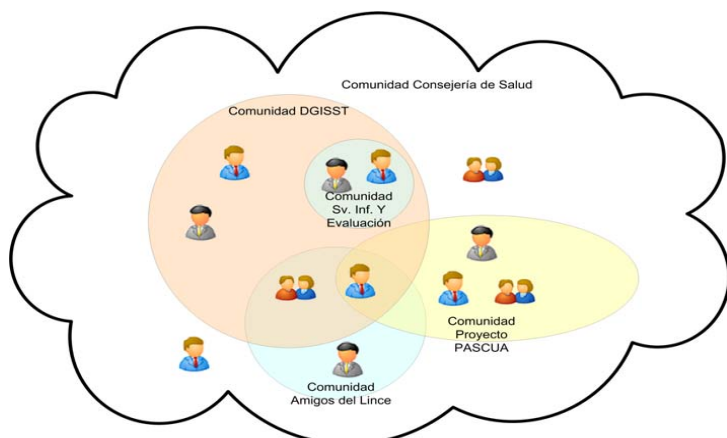 Comunidad Consejería de Salud
Comunidad DGISST
Comunidad
Sv. Inf. Y
Evaluación
Comunidad
Proyecto
PASCUA
Comunidad
Amigos del Lince